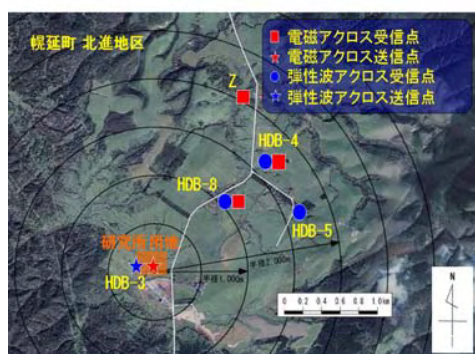 幌延町 北進地区
電磁アクロス受信点
電磁アクロス送信点
弾性波アクロス受信点
弾性波アクロス送信点
Z
HDB-4
HDB-8
HDB-5
研究所用地
HDB-3
半径2,000m
半径1,000m
0 0.2 0.4 0.6 0.8 1.0km
N